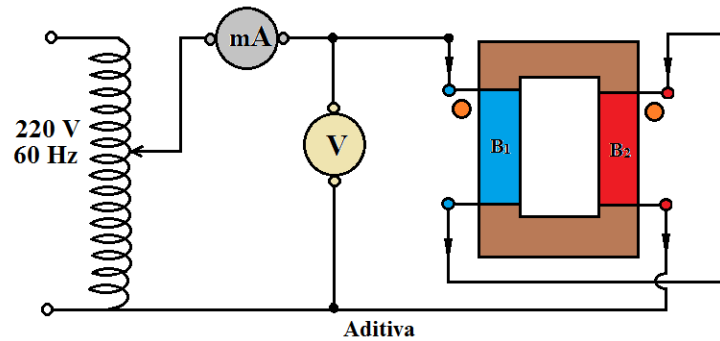 mA
220 V
60 Hz
V
B₁
B₂
Aditiva